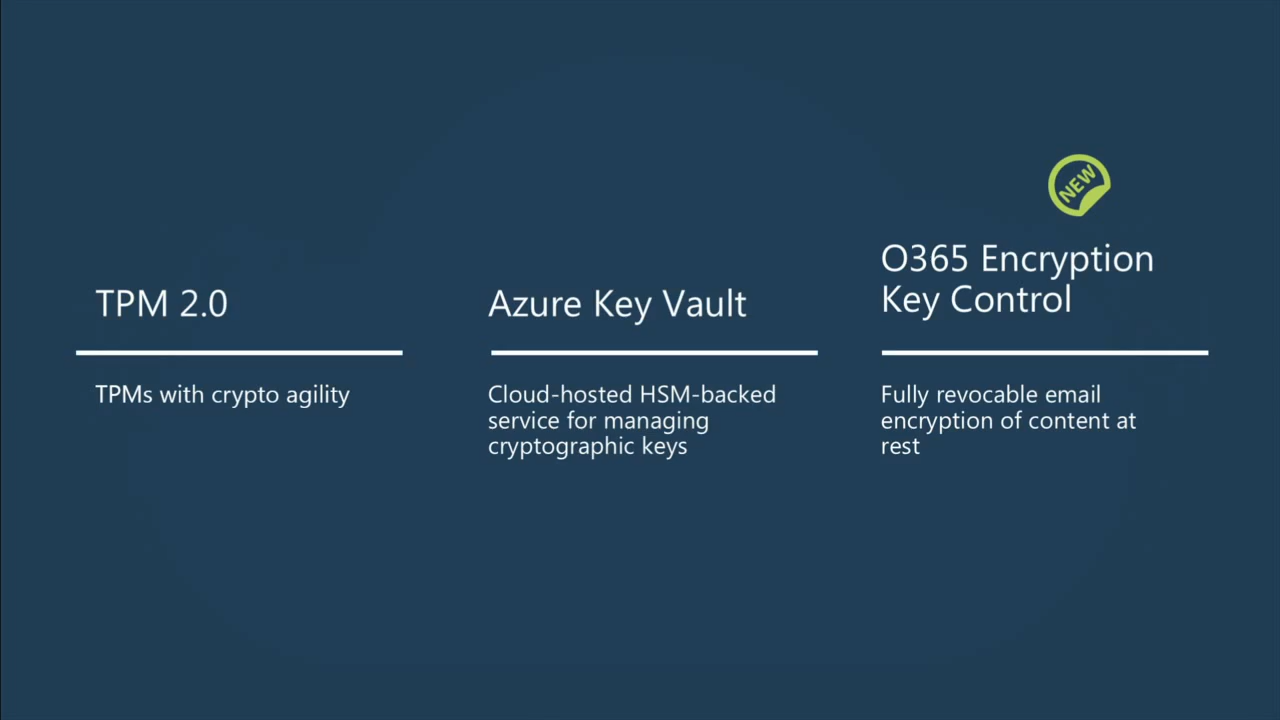 TPM 2.0
TPMs with crypto agility
Azure Key Vault
Cloud-hosted HSM-backed
service for managing
cryptographic keys
NEW
O365 Encryption
Key Control
Fully revocable email
encryption of content at
rest